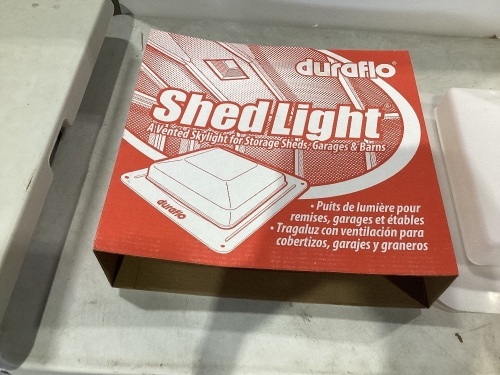 duraflo®
Shed Light®
A Vented Skylight for Storage Sheds, Garages & Barns
duraflo
• Puits de lumière pour
remises, garages et étables
• Tragaluz con ventilación para
cobertizos, garajes y graneros